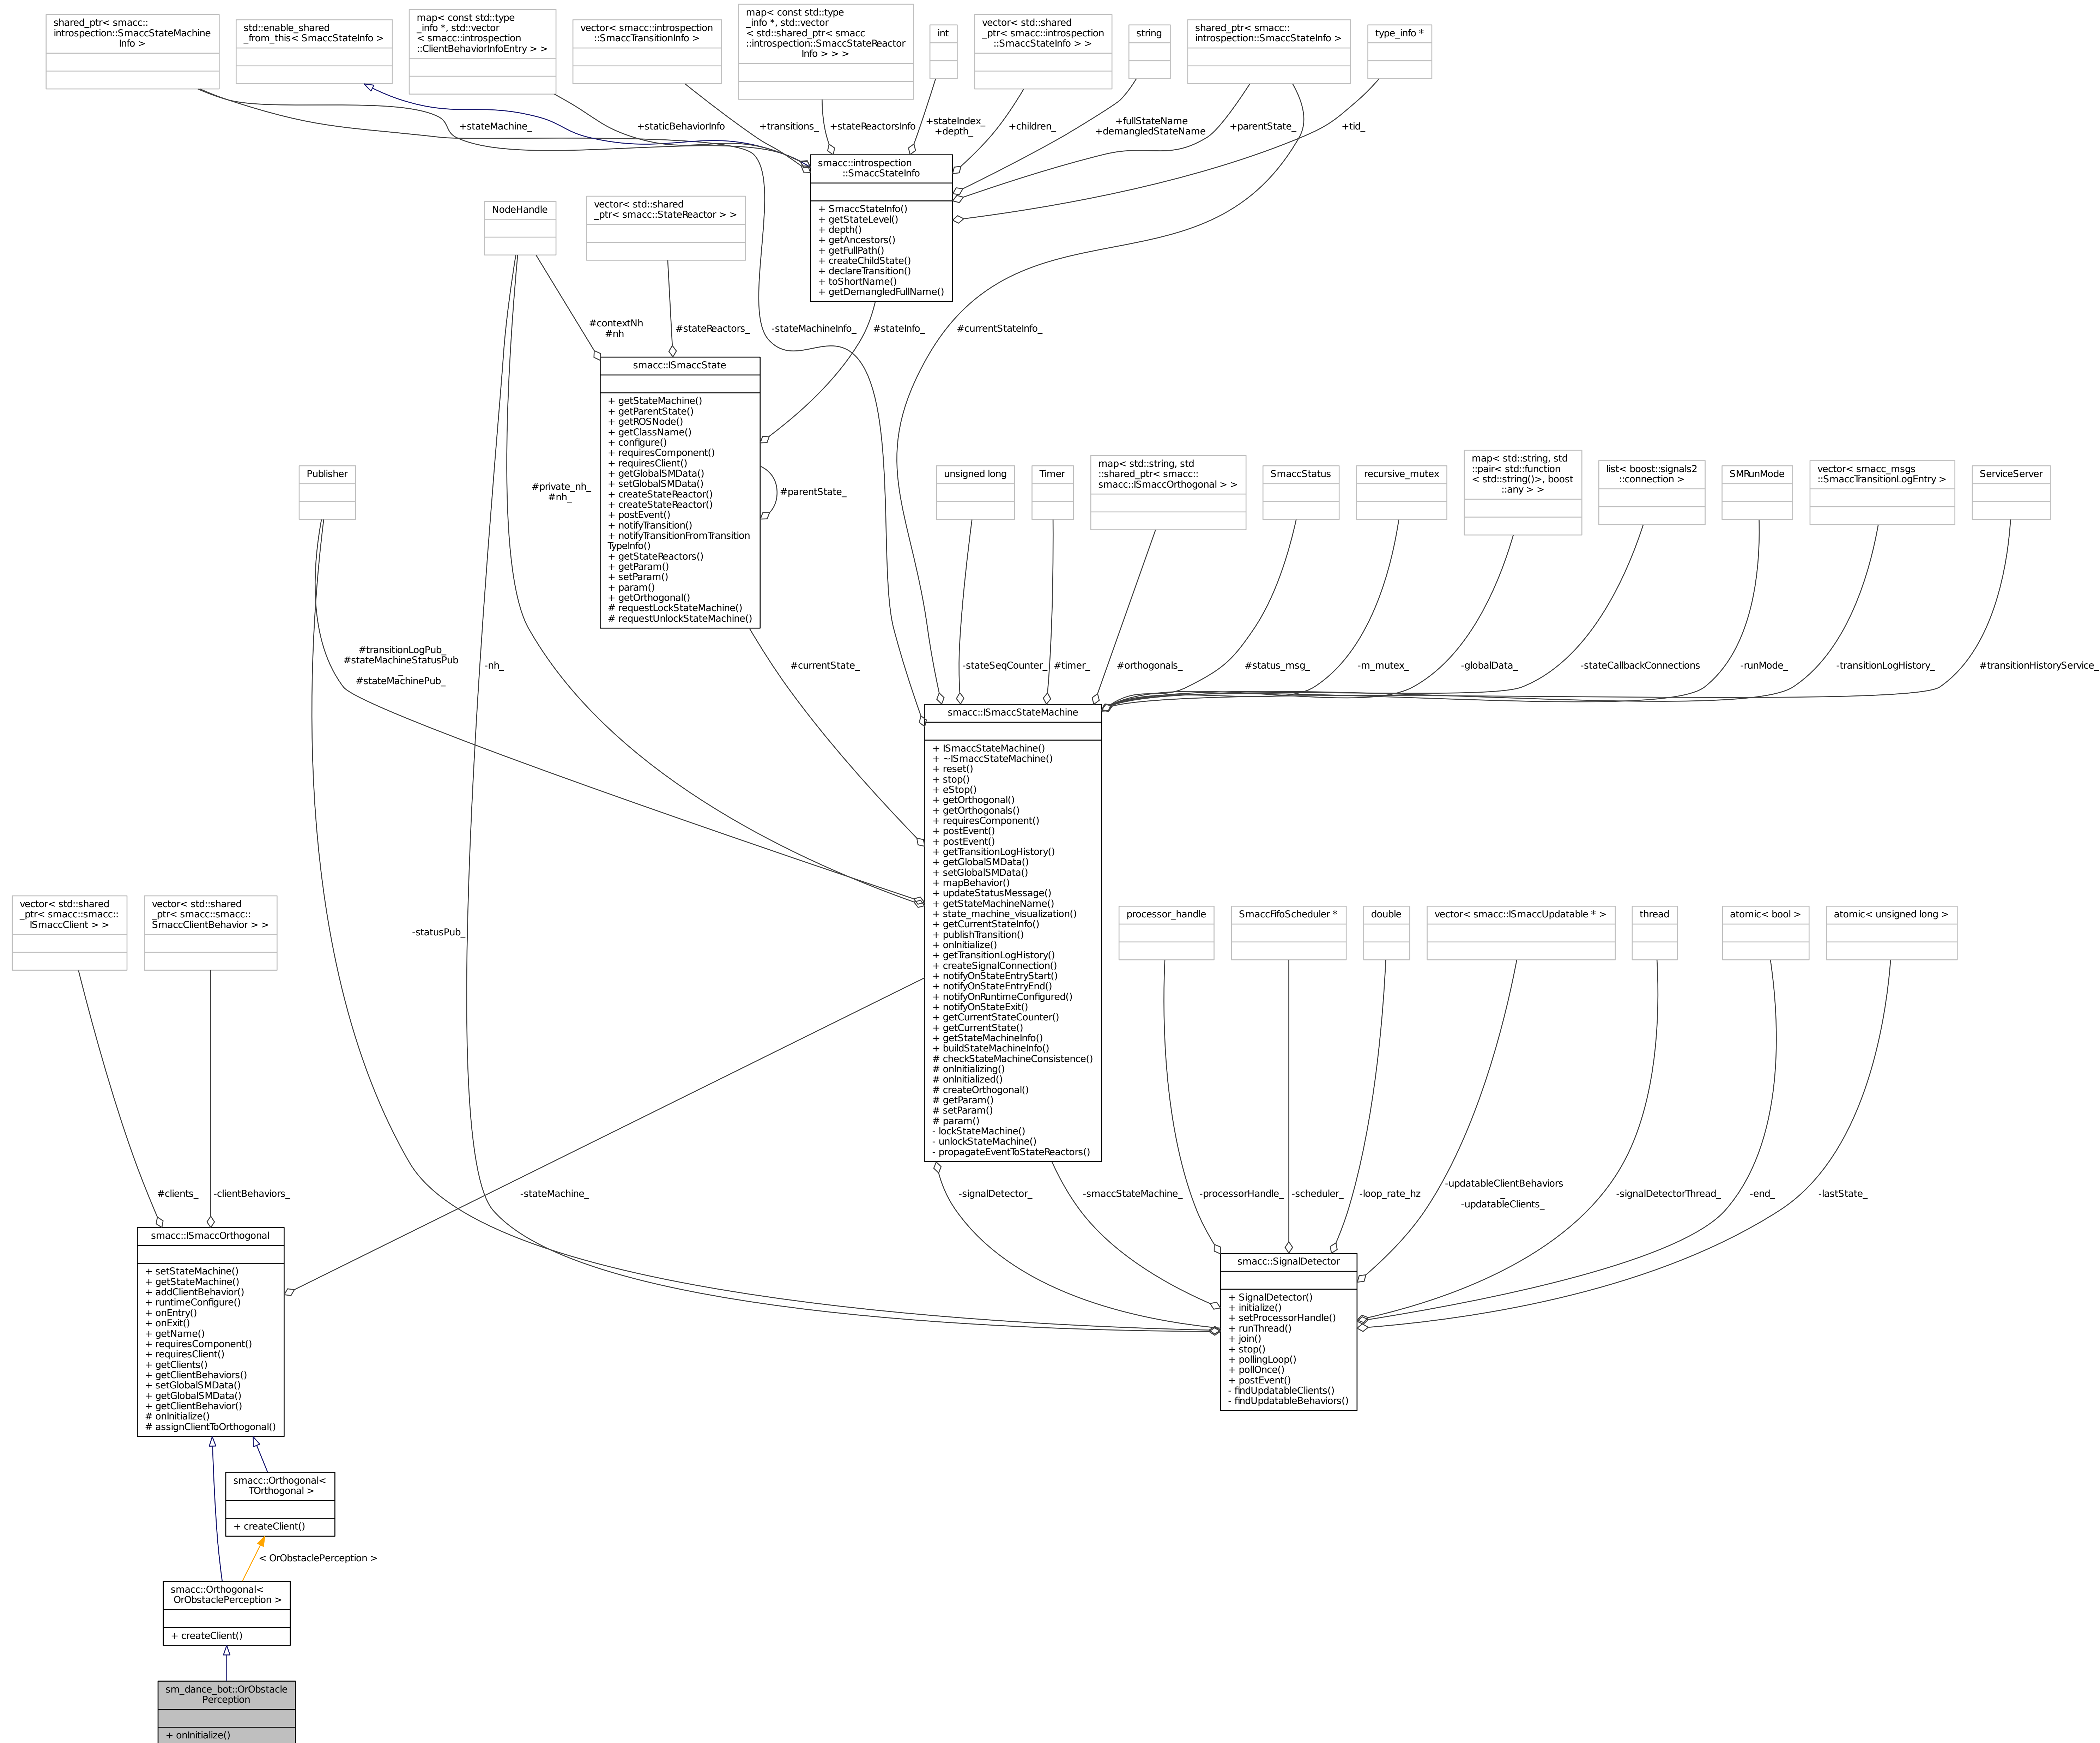 shared_ptr< smacc::
introspection::SmaccStateMachine
Info >
std::enable_shared
_from_this< SmaccStateInfo >
map< const std::type
_info *, std::vector
< smacc::introspection
::ClientBehaviorInfoEntry > >
vector< smacc::introspection
::SmaccTransitionInfo >
map< const std::type
_info *, std::vector
< std::shared_ptr< smacc
::introspection::SmaccStateReactor
Info > > >
int
vector< std::shared
_ptr< smacc::introspection
::SmaccStateInfo > >
string
shared_ptr< smacc::
introspection::SmaccStateInfo >
type_info *
+stateMachine_
+staticBehaviorInfo
+transitions_
+stateReactorsInfo
+stateIndex_
+depth_
+children_
+fullStateName
+demangledStateName
+parentState_
+tid_
smacc::introspection
::SmaccStateInfo
+ SmaccStateInfo()
+ getStateLevel()
+ depth()
+ getAncestors()
+ getFullPath()
+ createChildState()
+ declareTransition()
+ toShortName()
+ getDemangledFullName()
NodeHandle
vector< std::shared
_ptr< smacc::StateReactor > >
#contextNh
#nh
#stateReactors_
-stateMachineInfo_
#stateInfo_
#currentStateInfo_
smacc::ISmaccState
+ getStateMachine()
+ getParentState()
+ getROSNode()
+ getClassName()
+ configure()
+ requiresComponent()
+ requiresClient()
+ getGlobalSMData()
+ setGlobalSMData()
+ createStateReactor()
+ createStateReactor()
+ postEvent()
+ notifyTransition()
+ notifyTransitionFromTransition
TypeInfo()
+ getStateReactors()
+ getParam()
+ setParam()
+ param()
+ getOrthogonal()
# requestLockStateMachine()
# requestUnlockStateMachine()
#parentState_
Publisher
#private_nh_
#nh_
unsigned long
Timer
map< std::string, std
::shared_ptr< smacc::
smacc::ISmaccOrthogonal > >
SmaccStatus
recursive_mutex
map< std::string, std
::pair< std::function
< std::string()>, boost
::any > >
list< boost::signals2
::connection >
SMRunMode
vector< smacc_msgs
::SmaccTransitionLogEntry >
ServiceServer
#transitionLogPub_
#stateMachineStatusPub
_
#stateMachinePub_
-nh_
#currentState_
-stateSeqCounter_
#timer_
#orthogonals_
#status_msg_
-m_mutex_
-globalData_
-stateCallbackConnections
-runMode_
-transitionLogHistory_
#transitionHistoryService_
smacc::ISmaccStateMachine
+ ISmaccStateMachine()
+ ~ISmaccStateMachine()
+ reset()
+ stop()
+ eStop()
+ getOrthogonal()
+ getOrthogonals()
+ requiresComponent()
+ postEvent()
+ postEvent()
+ getTransitionLogHistory()
+ getGlobalSMData()
+ setGlobalSMData()
+ mapBehavior()
+ updateStatusMessage()
+ getStateMachineName()
+ state_machine_visualization()
+ getCurrentStateInfo()
+ publishTransition()
+ onInitialize()
+ getTransitionLogHistory()
+ createSignalConnection()
+ notifyOnStateEntryStart()
+ notifyOnStateEntryEnd()
+ notifyOnRuntimeConfigured()
+ notifyOnStateExit()
+ getCurrentStateCounter()
+ getCurrentState()
+ getStateMachineInfo()
+ buildStateMachineInfo()
# checkStateMachineConsistence()
# onInitializing()
# onInitialized()
# createOrthogonal()
# getParam()
# setParam()
# param()
- lockStateMachine()
- unlockStateMachine()
- propagateEventToStateReactors()
vector< std::shared
_ptr< smacc::smacc::
ISmaccClient > >
vector< std::shared
_ptr< smacc::smacc::
SmaccClientBehavior > >
-statusPub_
processor_handle
SmaccFifoScheduler *
double
vector< smacc::ISmaccUpdatable * >
thread
atomic< bool >
atomic< unsigned long >
#clients_
-clientBehaviors_
-stateMachine_
-signalDetector_
-smaccStateMachine_
-processorHandle_
-scheduler_
-loop_rate_hz
-updatableClientBehaviors
_
-updatableClients_
-signalDetectorThread_
-end_
-lastState_
smacc::ISmaccOrthogonal
+ setStateMachine()
+ getStateMachine()
+ addClientBehavior()
+ runtimeConfigure()
+ onEntry()
+ onExit()
+ getName()
+ requiresComponent()
+ requiresClient()
+ getClients()
+ getClientBehaviors()
+ setGlobalSMData()
+ getGlobalSMData()
+ getClientBehavior()
# onInitialize()
# assignClientToOrthogonal()
smacc::SignalDetector
+ SignalDetector()
+ initialize()
+ setProcessorHandle()
+ runThread()
+ join()
+ stop()
+ pollingLoop()
+ pollOnce()
+ postEvent()
- findUpdatableClients()
- findUpdatableBehaviors()
smacc::Orthogonal<
TOrthogonal >
+ createClient()
< OrObstaclePerception >
smacc::Orthogonal<
OrObstaclePerception >
+ createClient()
sm_dance_bot::OrObstacle
Perception
+ onInitialize()